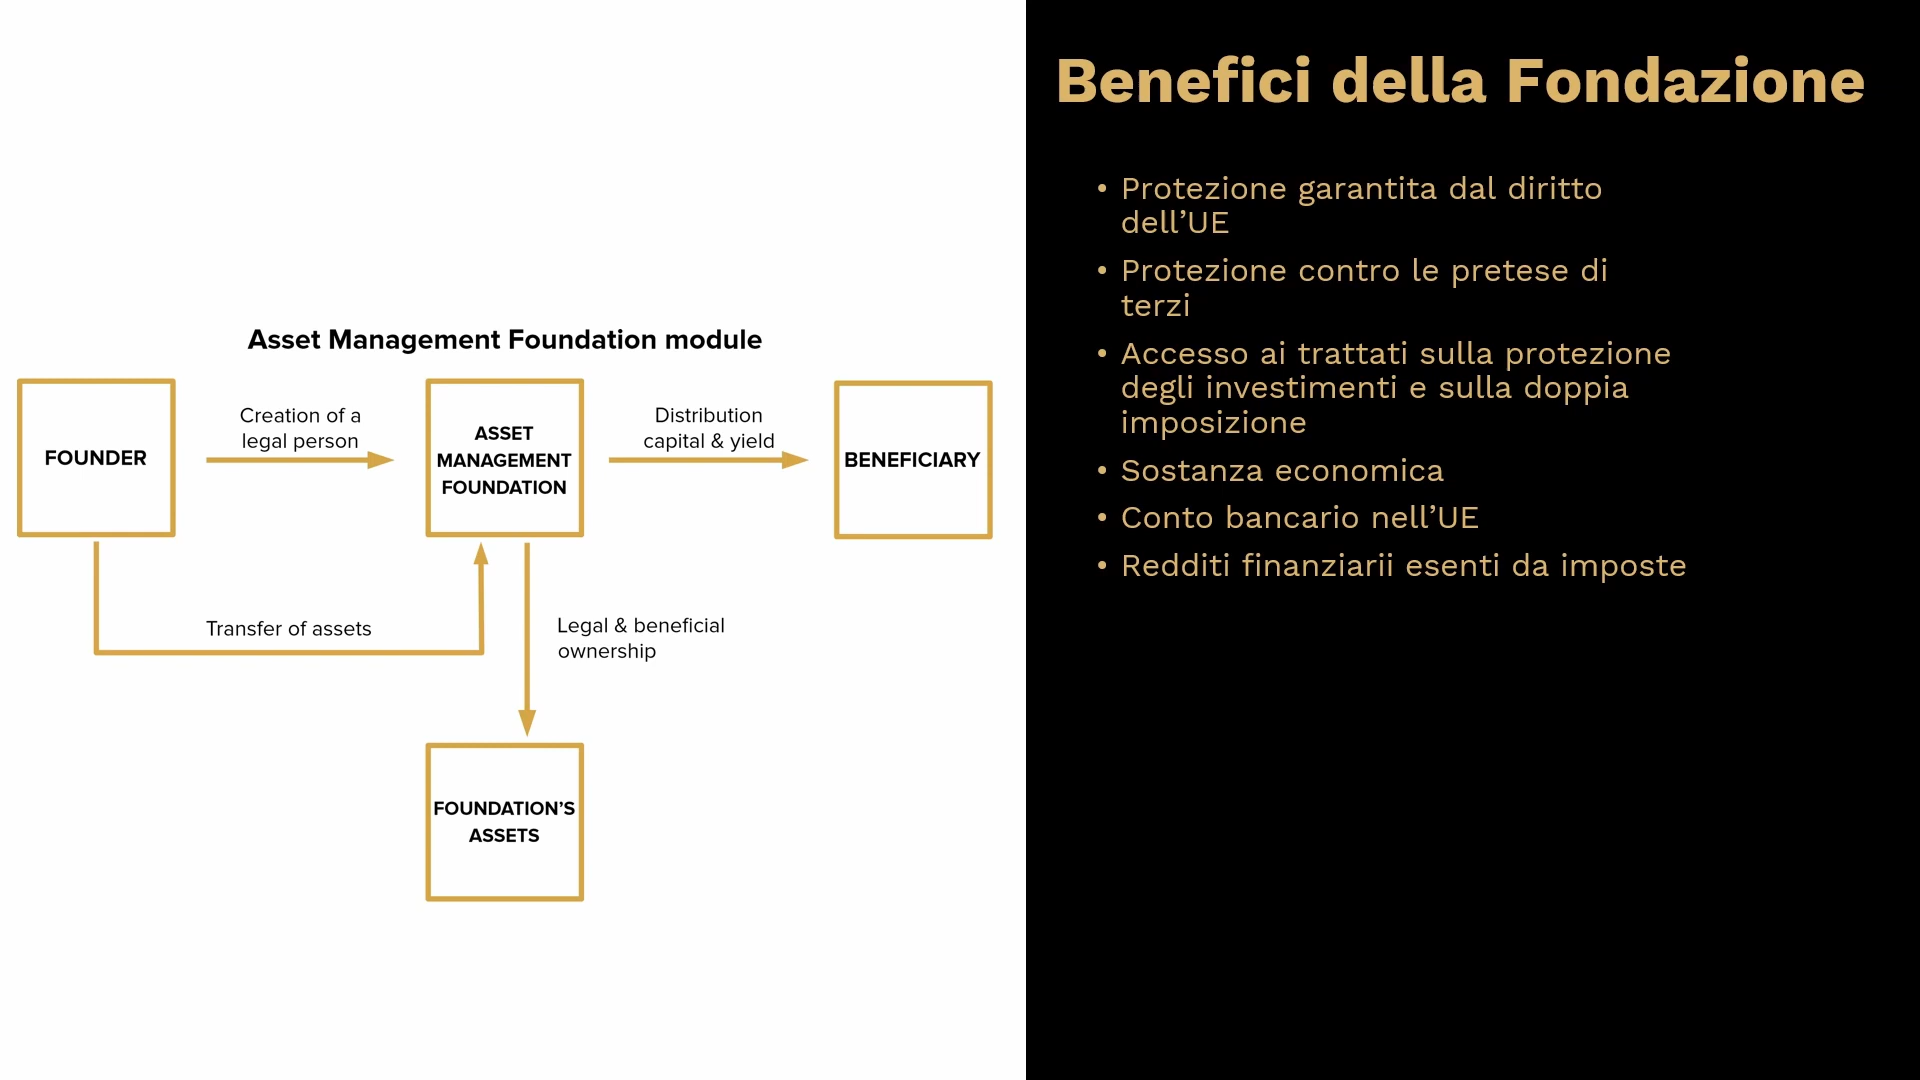 Asset Management Foundation module
FOUNDER
Creation of a
legal person
ASSET
MANAGEMENT
FOUNDATION
Distribution
capital & yield
BENEFICIARY
Transfer of assets
Legal & beneficial
ownership
FOUNDATION’S
ASSETS
Benefici della Fondazione
• Protezione garantita dal diritto
dell’UE
• Protezione contro le pretese di
terzi
• Accesso ai trattati sulla protezione
degli investimenti e sulla doppia
imposizione
• Sostanza economica
• Conto bancario nell’UE
• Redditi finanziarii esenti da imposte